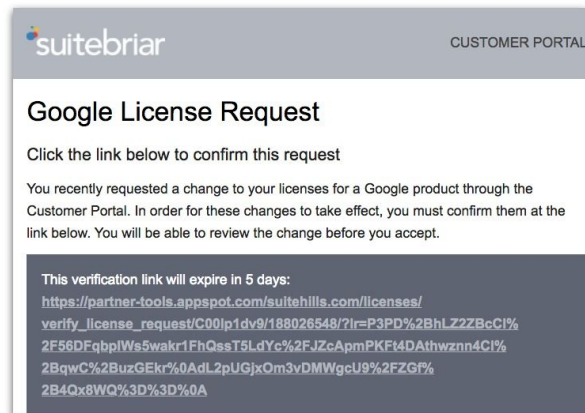 suitebriar
CUSTOMER PORTAL
Google License Request
Click the link below to confirm this request
You recently requested a change to your licenses for a Google product through the
Customer Portal. In order for these changes to take effect, you must confirm them at the
link below. You will be able to review the change before you accept.
This verification link will expire in 5 days:
https://partner-tools.appspot.com/suitehills.com/licenses/
verify_license_request/C00lp1dv9/188026548/?lr=P3PD%2BhLZ2ZBcCl%
2F56DFqbplWs5wakr1FhQssT5LdYc%2FJZcApmPKFt4DAthwznn4Cl%
2BqwC%2BuzGEkr%0AdL2pUGjxOm3vDMWgcU9%2FZGf%
2B4Qx8WQ%3D%3D%0A